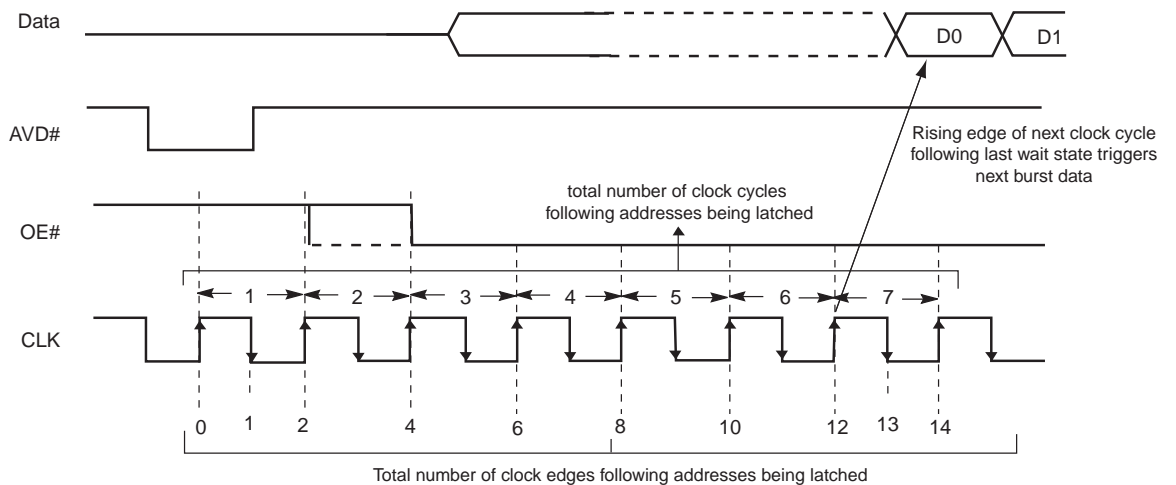 Data
D0
D1
AVD#
Rising edge of next clock cycle
following last wait state triggers
next burst data
total number of clock cycles
following addresses being latched
OE#
1
2
3
4
5
6
7
CLK
0
1
2
4
6
8
10
12
13
14
Total number of clock edges following addresses being latched